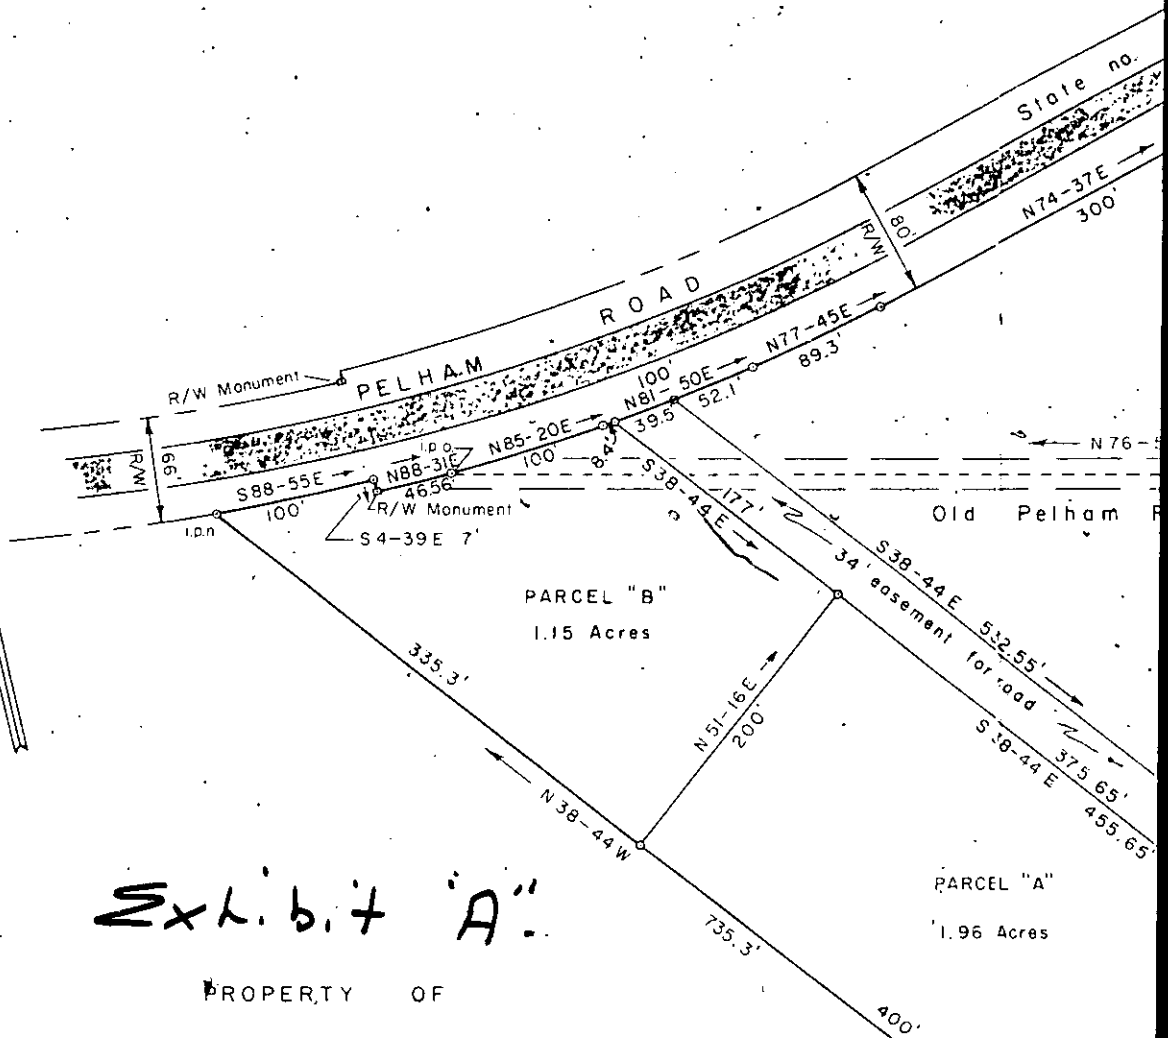 State no.
N74-37E
300'
80'
R/W
PELHAM ROAD
N77-45E
89.3'
R/W Monument
100'
N81-50E
39.5'
52.1'
66'
R/W
i.p.o.
N85-20E
100'
8.4'
N88-31E
46.56'
S88-55E
100'
R/W Monument
i.p.n
S4-39E 7'
N76-5
Old Pelham R
S38-44E
177'
34' easement for road
S38-44E
532.55'
PARCEL "B"
1.15 Acres
335.3'
N51-16E
200'
S38-44E
375.65'
455.65'
N38-44W
PARCEL "A"
1.96 Acres
Exhibit "A"
735.3'
PROPERTY OF
400'